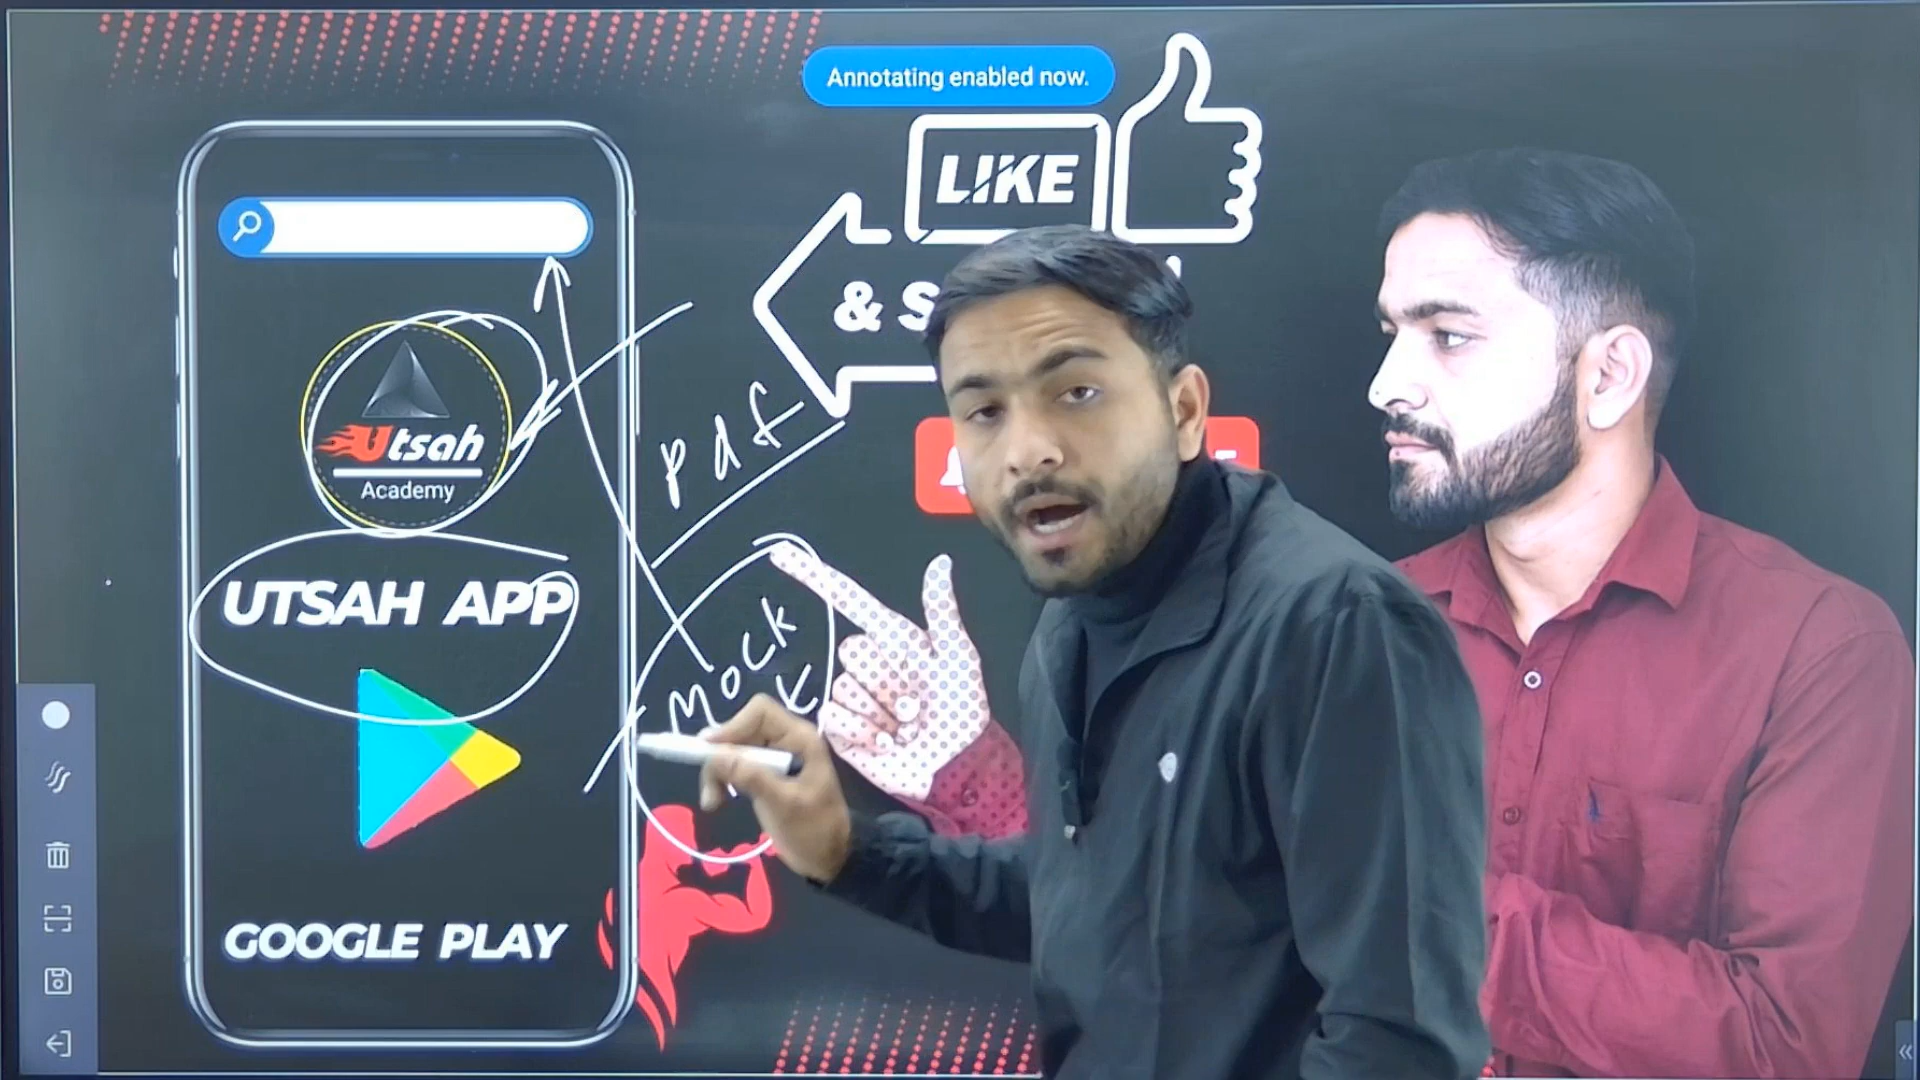 Annotating enabled now.
LIKE
& S
Utsah
Academy
pdf
UTSAH APP
Mock
GOOGLE PLAY